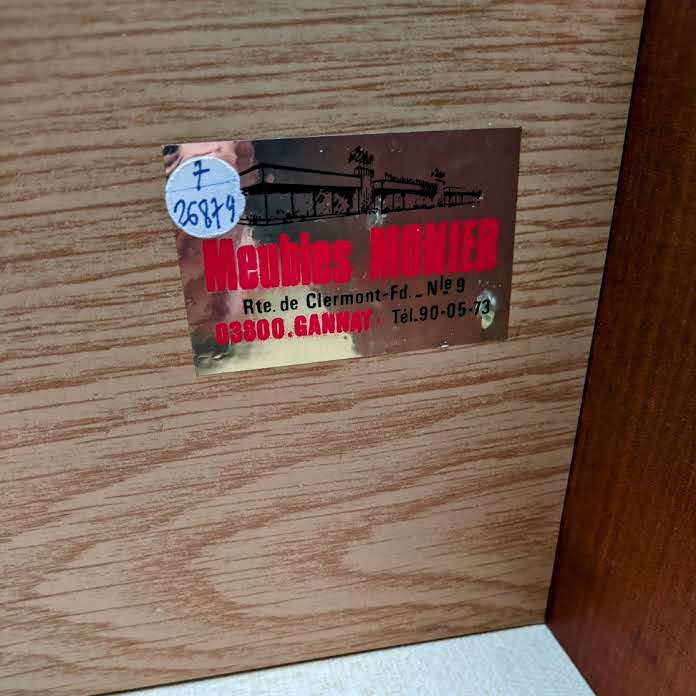 7
26879
Meubles MONIER
Rte. de Clermont-Fd. - Nle 9
03800. GANNAT. Tél. 90-05-73